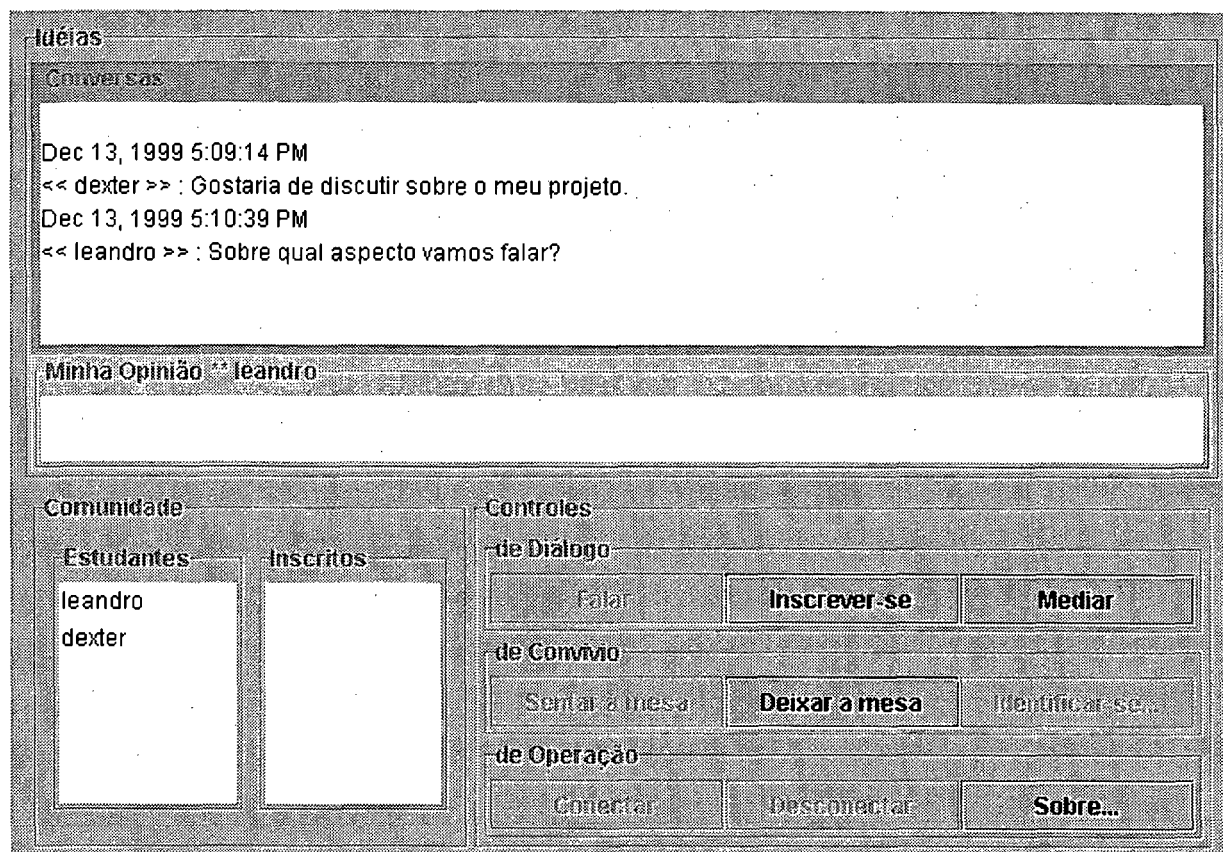 Idéias
Conversas
Dec 13, 1999 5:09:14 PM
<< dexter >> : Gostaria de discutir sobre o meu projeto.
Dec 13, 1999 5:10:39 PM
<< leandro >> : Sobre qual aspecto vamos falar?
Minha Opinião ** leandro
Comunidade
Controles
Estudantes
Inscritos
leandro
dexter
de Diálogo
Falar
Inscrever-se
Mediar
de Convívio
Sentar à mesa
Deixar a mesa
Identificar-se...
de Operação
Conectar
Desconectar
Sobre...